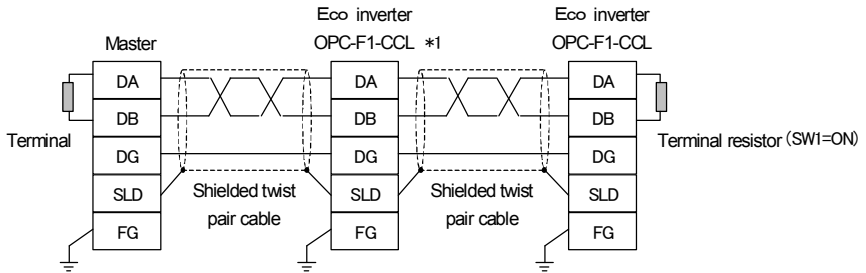 Eco inverter
Eco inverter
Master
OPC-F1-CCL *1
OPC-F1-CCL
DA
DA
DA
DB
DB
DB
Terminal
Terminal resistor (SW1=ON)
DG
DG
DG
SLD
Shielded twist
SLD
Shielded twist
SLD
pair cable
pair cable
FG
FG
FG